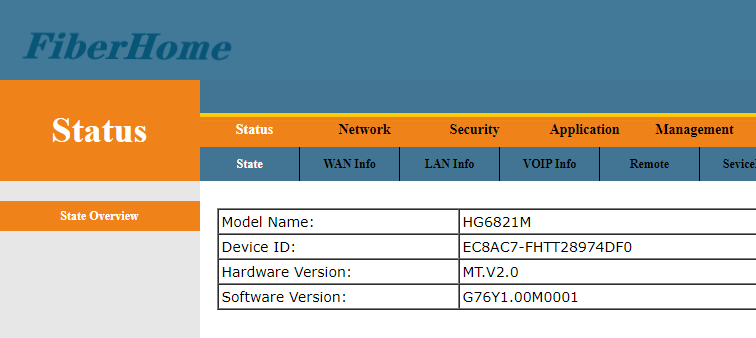 FiberHome
Status
Status Network Security Application Management
State WAN Info LAN Info VOIP Info Remote Sevice
State Overview
Model Name: HG6821M
Device ID: EC8AC7-FHTT28974DF0
Hardware Version: MT.V2.0
Software Version: G76Y1.00M0001